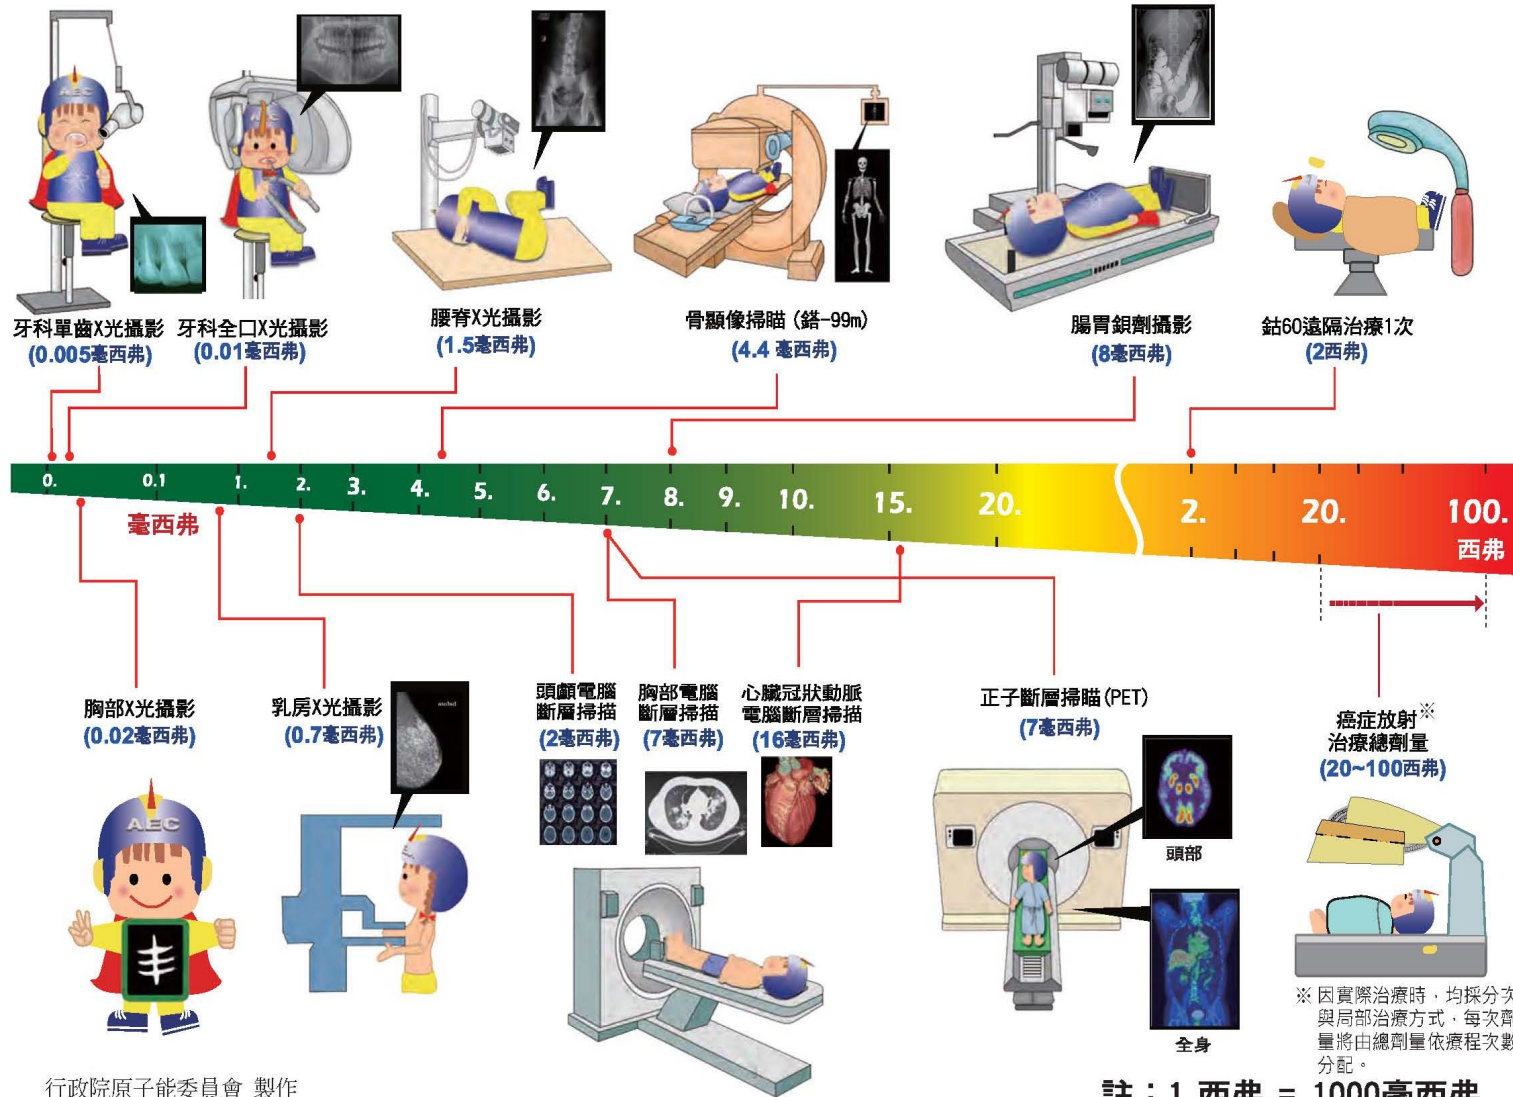 AEC
AEC
牙科單齒X光攝影
(0.005毫西弗)
牙科全口X光攝影
(0.01毫西弗)
腰脊X光攝影
(1.5毫西弗)
骨顯像掃瞄 (鎝-99m)
(4.4 毫西弗)
腸胃鋇劑攝影
(8毫西弗)
鈷60遠隔治療1次
(2西弗)
0.
0.1
1.
2.
3.
4.
5.
6.
7.
8.
9.
10.
15.
20.
2.
20.
100.
毫西弗
西弗
胸部X光攝影
(0.02毫西弗)
乳房X光攝影
(0.7毫西弗)
頭顱電腦
斷層掃描
(2毫西弗)
胸部電腦
斷層掃描
(7毫西弗)
心臟冠狀動脈
電腦斷層掃描
(16毫西弗)
正子斷層掃瞄(PET)
(7毫西弗)
癌症放射※
治療總劑量
(20~100西弗)
AEC
頭部
全身
※ 因實際治療時，均採分次
與局部治療方式，每次劑
量將由總劑量依療程次數
分配。
行政院原子能委員會 製作
註：1 西弗 = 1000毫西弗